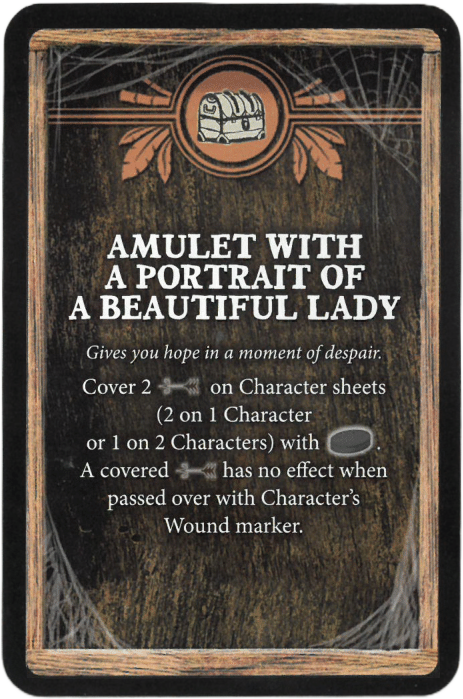 AMULET WITH
A PORTRAIT OF
A BEAUTIFUL LADY
Gives you hope in a moment of despair.
Cover 2 on Character sheets
(2 on 1 Character
or 1 on 2 Characters) with .
A covered has no effect when
passed over with Character's
Wound marker.